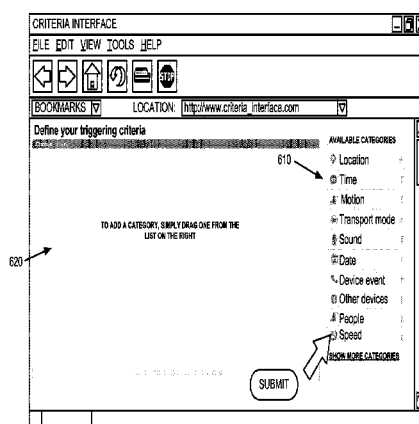 CRITERIA INTERFACE
FILE EDIT VIEW TOOLS HELP
STOP
BOOKMARKS LOCATION: http://www.criteria_interface.com
Define your triggering criteria
AVAILABLE CATEGORIES
610
Location
Time
Motion
TO ADD A CATEGORY, SIMPLY DRAG ONE FROM THE
LIST ON THE RIGHT
Transport mode
Sound
620
Date
Device event
Other devices
People
Speed
SHOW MORE CATEGORIES
SUBMIT